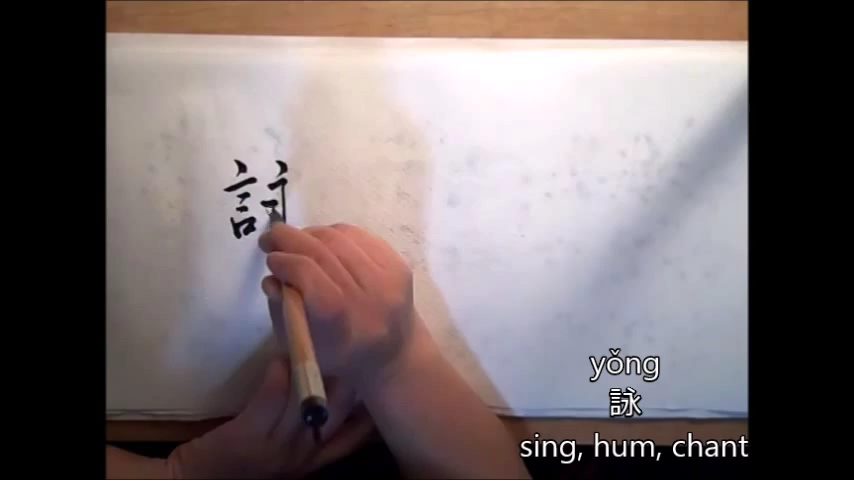 yǒng
詠
sing, hum, chant